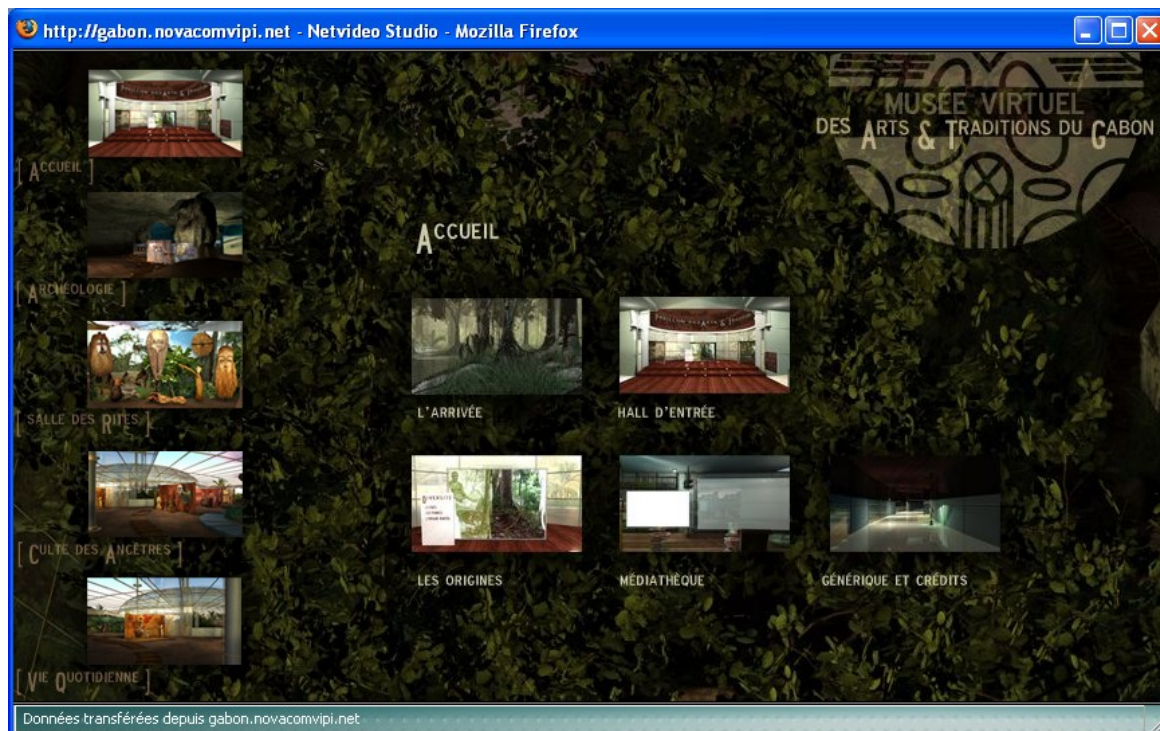 http://gabon.novacomvipi.net - Netvideo Studio - Mozilla Firefox
MUSÉE VIRTUEL
DES ARTS & TRADITIONS DU GABON
[ ACCUEIL ]
[ ARCHÉOLOGIE ]
[ SALLE DES RITES ]
[ CULTE DES ANCÊTRES ]
[ VIE QUOTIDIENNE ]
ACCUEIL
L'ARRIVÉE
HALL D'ENTRÉE
DIVERSITÉ
LES ORIGINES
MÉDIATHÈQUE
GÉNÉRIQUE ET CRÉDITS
Données transférées depuis gabon.novacomvipi.net